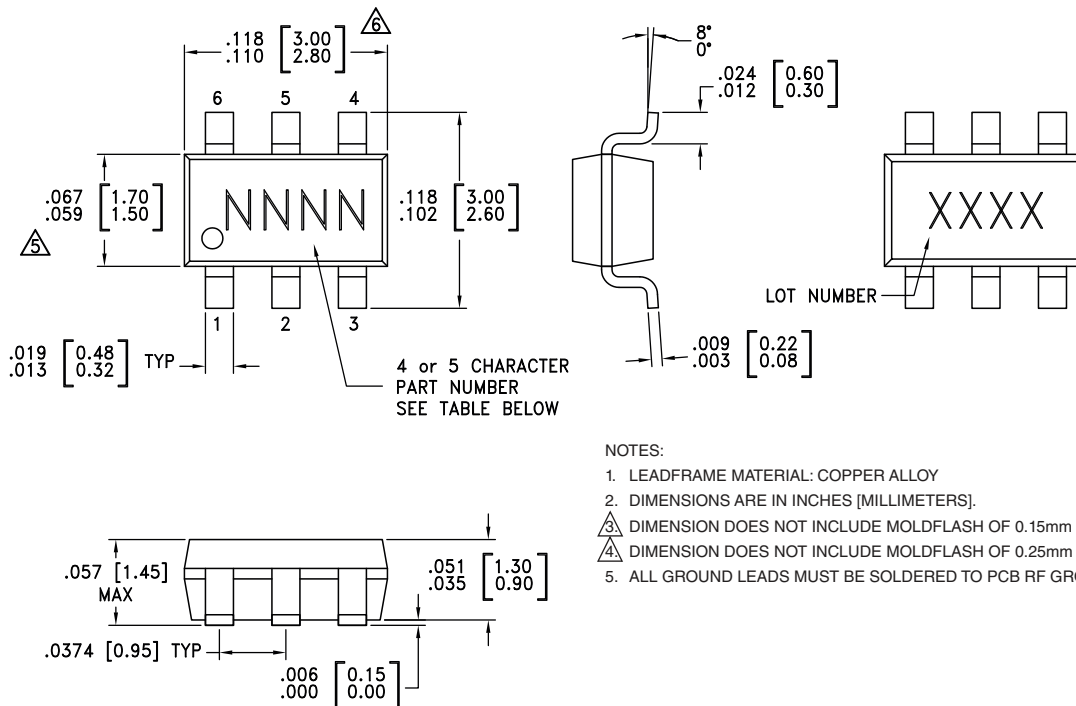 .118 [3.00]
.110 [2.80]
6
6 5 4
.067 [1.70]
.059 [1.50]
5
NNNN
.118 [3.00]
.102 [2.60]
1 2 3
.019 [0.48]
.013 [0.32] TYP
4 or 5 CHARACTER
PART NUMBER
SEE TABLE BELOW
8°
0°
.024 [0.60]
.012 [0.30]
.009 [0.22]
.003 [0.08]
XXXX
LOT NUMBER
.057 [1.45]
MAX
.051 [1.30]
.035 [0.90]
.0374 [0.95] TYP
.006 [0.15]
.000 [0.00]
NOTES:
1. LEADFRAME MATERIAL: COPPER ALLOY
2. DIMENSIONS ARE IN INCHES [MILLIMETERS].
3. DIMENSION DOES NOT INCLUDE MOLDFLASH OF 0.15mm
4. DIMENSION DOES NOT INCLUDE MOLDFLASH OF 0.25mm
5. ALL GROUND LEADS MUST BE SOLDERED TO PCB RF